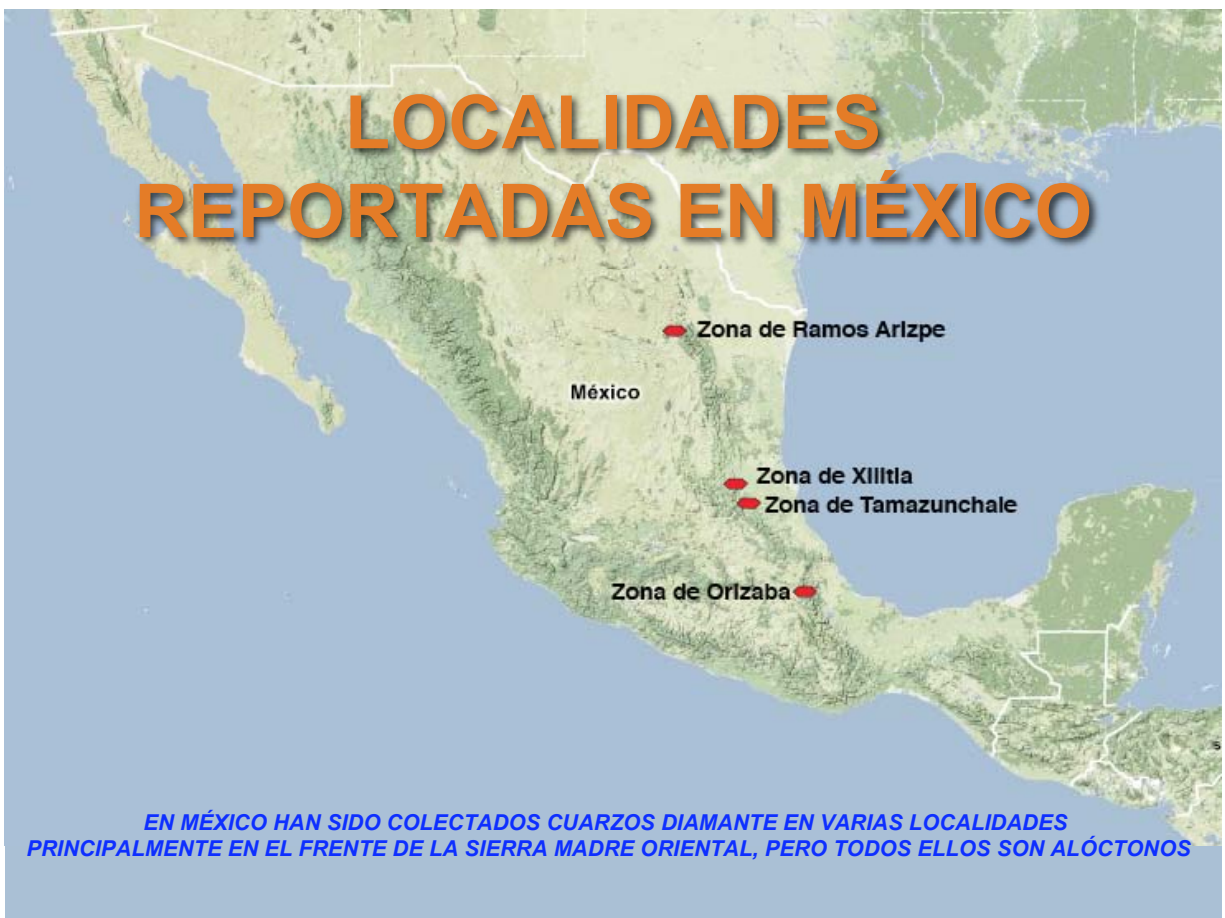 LOCALIDADES
REPORTADAS EN MÉXICO
Zona de Ramos Arizpe
México
Zona de Xilitla
Zona de Tamazunchale
Zona de Orizaba
EN MÉXICO HAN SIDO COLECTADOS CUARZOS DIAMANTE EN VARIAS LOCALIDADES
PRINCIPALMENTE EN EL FRENTE DE LA SIERRA MADRE ORIENTAL, PERO TODOS ELLOS SON ALÓCTONOS